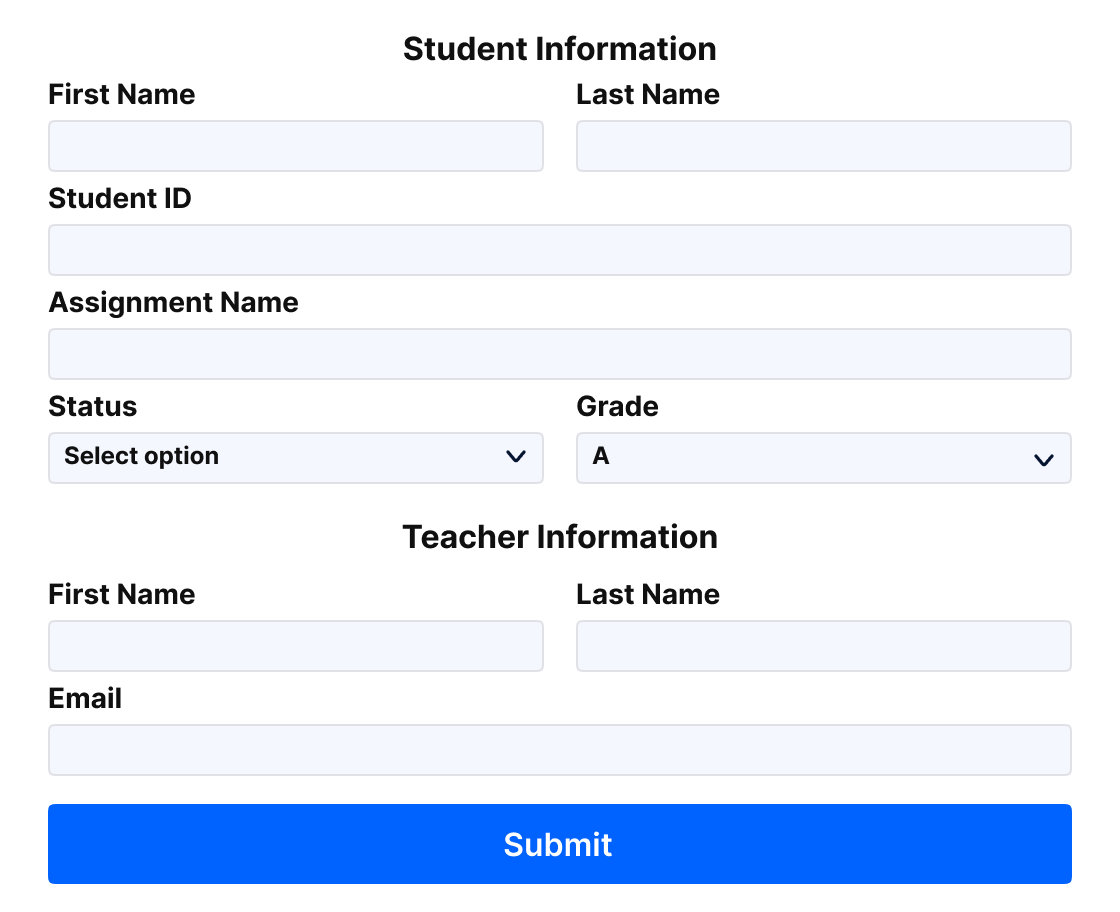 Student Information
First Name
Last Name
Student ID
Assignment Name
Status
Grade
Select option
A
Teacher Information
First Name
Last Name
Email
Submit